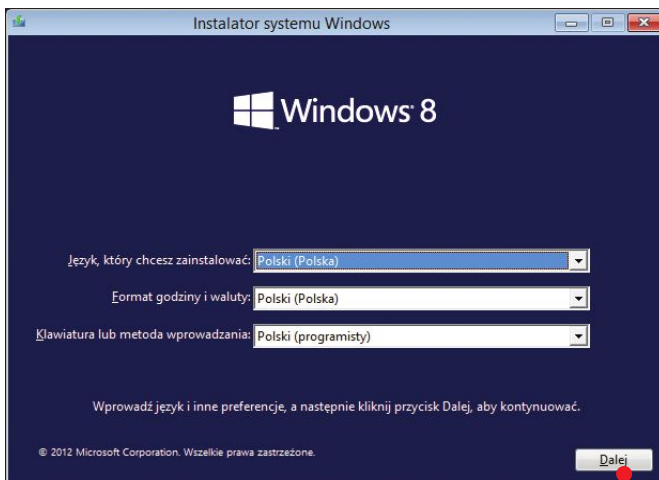 Instalator systemu Windows
Windows 8
Język, który chcesz zainstalować: Polski (Polska)
Format godziny i waluty: Polski (Polska)
Klawiatura lub metoda wprowadzania: Polski (programisty)
Wprowadź język i inne preferencje, a następnie kliknij przycisk Dalej, aby kontynuować.
© 2012 Microsoft Corporation. Wszelkie prawa zastrzeżone.
Dalej